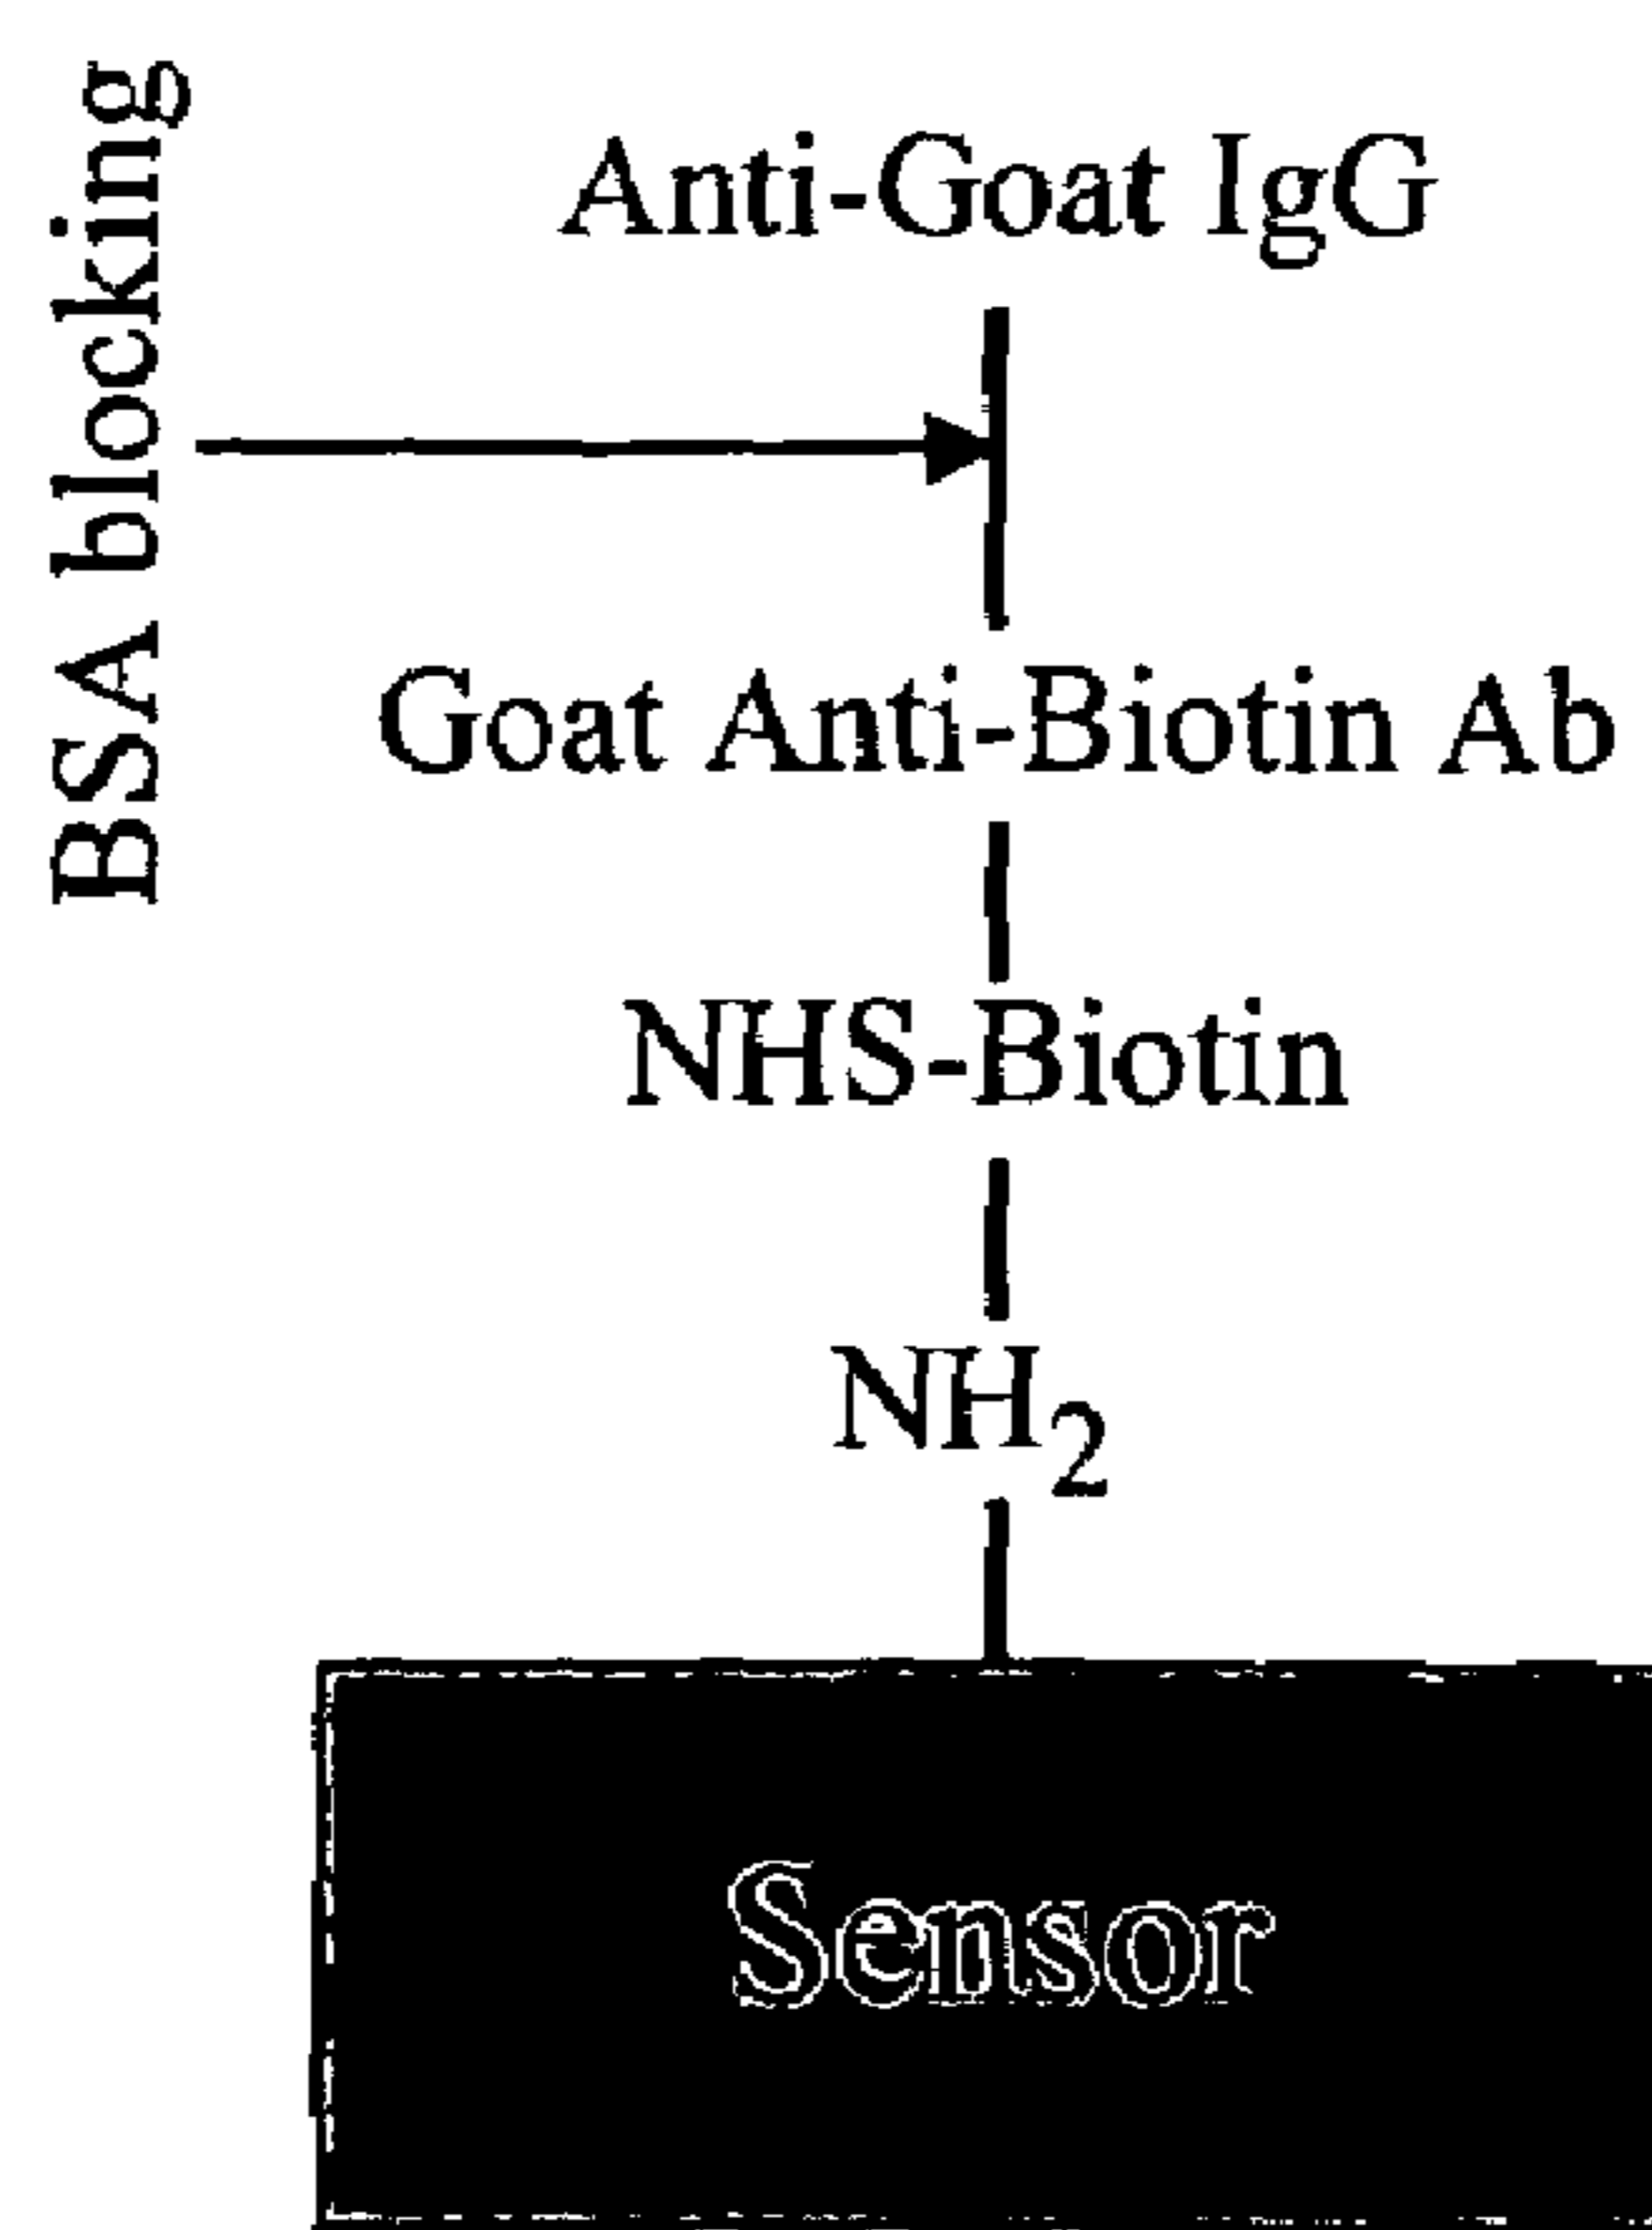 BSA blocking
Anti-Goat IgG
Goat Anti-Biotin Ab
NHS-Biotin
NH2
Sensor